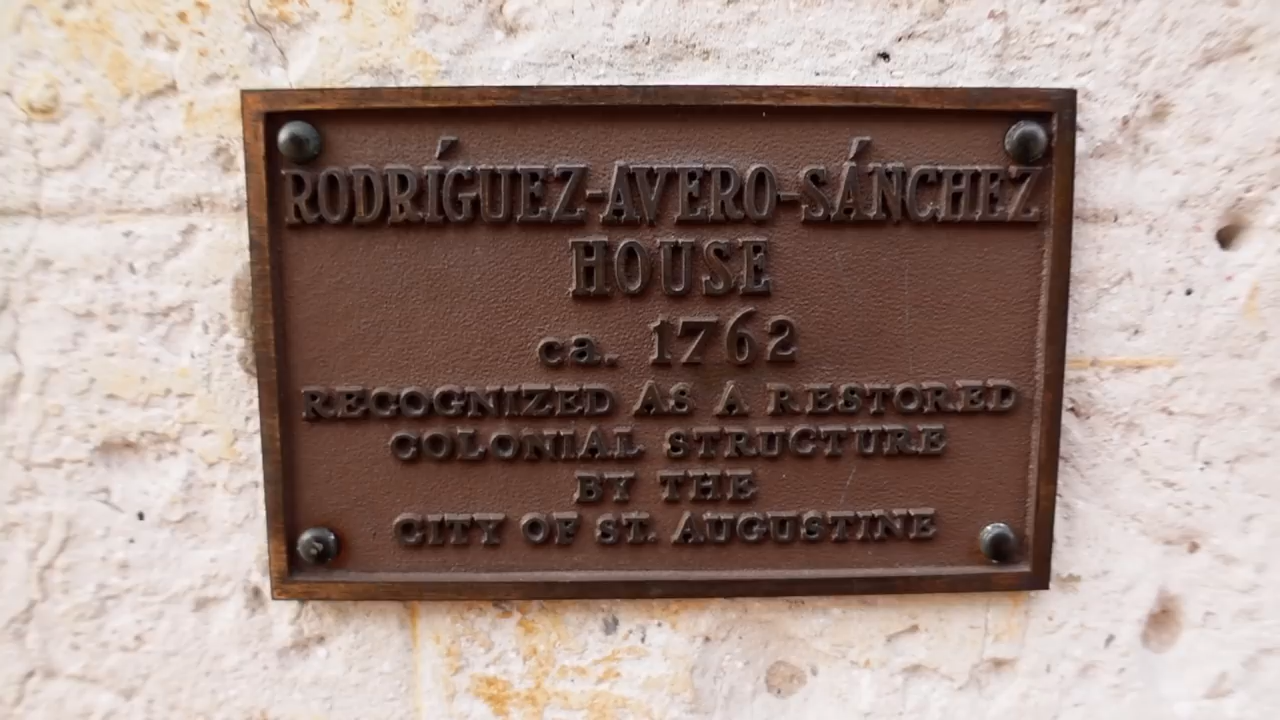 RODRÍGUEZ-AVERO-SÁNCHEZ
HOUSE
ca. 1762
RECOGNIZED AS A RESTORED
COLONIAL STRUCTURE
BY THE
CITY OF ST. AUGUSTINE